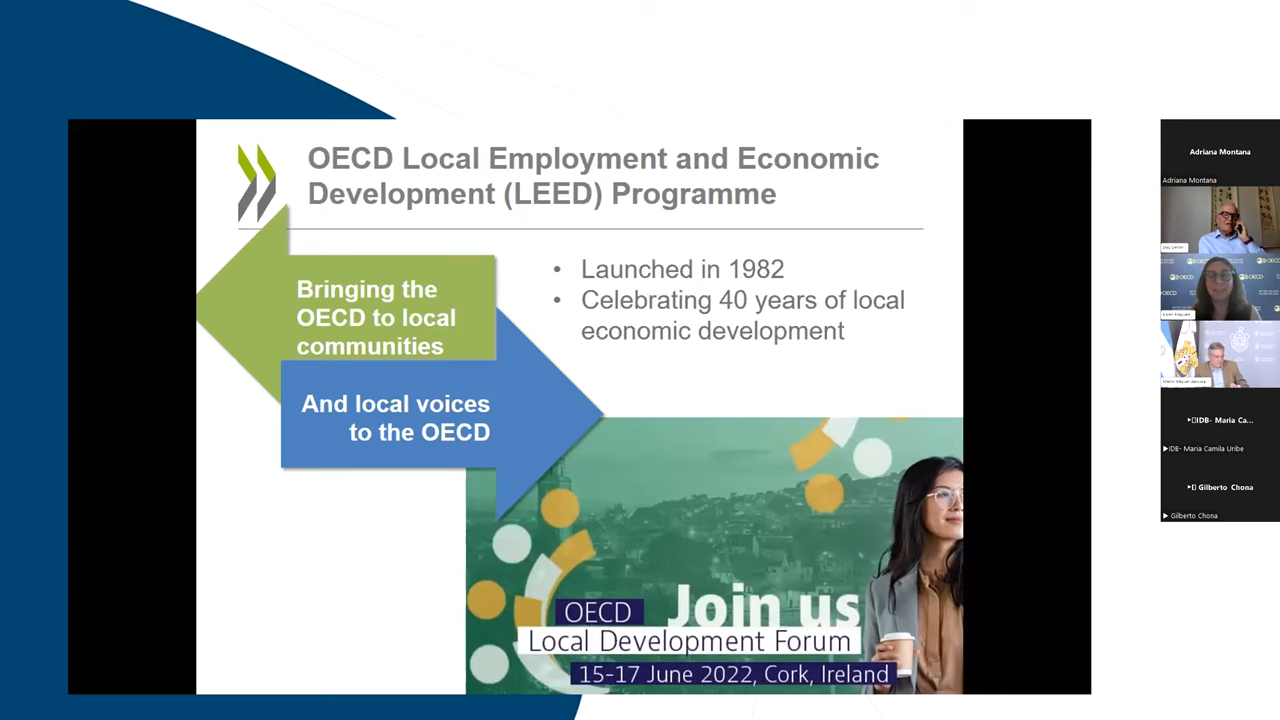 OECD Local Employment and Economic
Development (LEED) Programme
Bringing the
OECD to local
communities
And local voices
to the OECD
• Launched in 1982
• Celebrating 40 years of local
economic development
OECD
Join us
Local Development Forum
15-17 June 2022, Cork, Ireland
Adriana Montana
Adriana Montana
OECD
Karen Maguire
IDB- Maria Ca...
IDB- Maria Camila Uribe
Gilberto Chona
Gilberto Chona